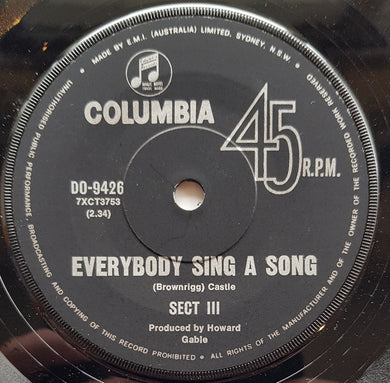 MADE BY E.M.I. (AUSTRALIA) LIMITED, SYDNEY, N.S.W.
COLUMBIA
45
R.P.M.
DO-9426
7XCT3753
(2.34)
EVERYBODY SING A SONG
(Brownrigg) Castle
SECT III
Produced by Howard
Gable
ALL RIGHTS OF THE MANUFACTURER AND OF THE OWNER OF THE RECORDED WORK RESERVED
UNAUTHORISED PUBLIC PERFORMANCE, BROADCASTING AND COPYING OF THIS RECORD PROHIBITED